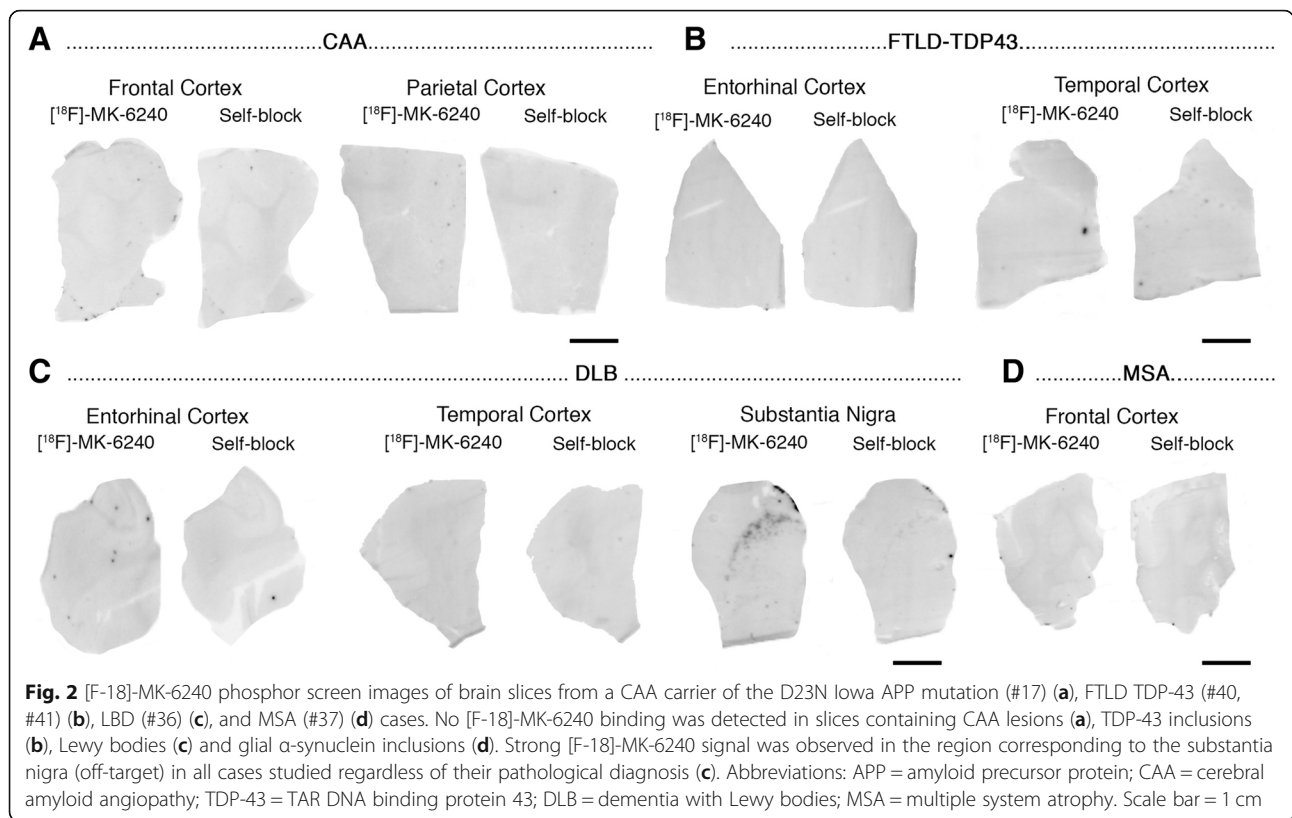 A CAA B FTLD-TDP43
Frontal Cortex Parietal Cortex Entorhinal Cortex Temporal Cortex
[¹⁸F]-MK-6240 Self-block [¹⁸F]-MK-6240 Self-block [¹⁸F]-MK-6240 Self-block [¹⁸F]-MK-6240 Self-block
C DLB D MSA
Entorhinal Cortex Temporal Cortex Substantia Nigra Frontal Cortex
[¹⁸F]-MK-6240 Self-block [¹⁸F]-MK-6240 Self-block [¹⁸F]-MK-6240 Self-block [¹⁸F]-MK-6240 Self-block
Fig. 2 [F-18]-MK-6240 phosphor screen images of brain slices from a CAA carrier of the D23N Iowa APP mutation (#17) (a), FTLD TDP-43 (#40,
#41) (b), LBD (#36) (c), and MSA (#37) (d) cases. No [F-18]-MK-6240 binding was detected in slices containing CAA lesions (a), TDP-43 inclusions
(b), Lewy bodies (c) and glial α-synuclein inclusions (d). Strong [F-18]-MK-6240 signal was observed in the region corresponding to the substantia
nigra (off-target) in all cases studied regardless of their pathological diagnosis (c). Abbreviations: APP = amyloid precursor protein; CAA = cerebral
amyloid angiopathy; TDP-43 = TAR DNA binding protein 43; DLB = dementia with Lewy bodies; MSA = multiple system atrophy. Scale bar = 1 cm